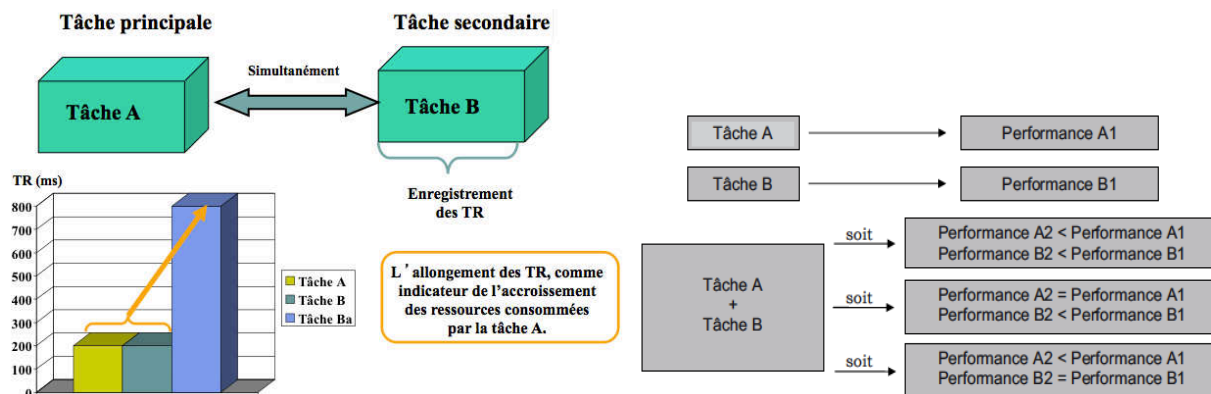 Tâche principale
Tâche secondaire
Simultanément
Tâche A
Tâche B
Enregistrement
des TR
TR (ms)
800
700
600
500
400
300
200
100
0
Tâche A
Tâche B
Tâche Ba
L'allongement des TR, comme
indicateur de l'accroissement
des ressources consommées
par la tâche A.
Tâche A
Performance A1
Tâche B
Performance B1
Tâche A
+
Tâche B
soit
Performance A2 < Performance A1
Performance B2 < Performance B1
soit
Performance A2 = Performance A1
Performance B2 < Performance B1
soit
Performance A2 < Performance A1
Performance B2 = Performance B1